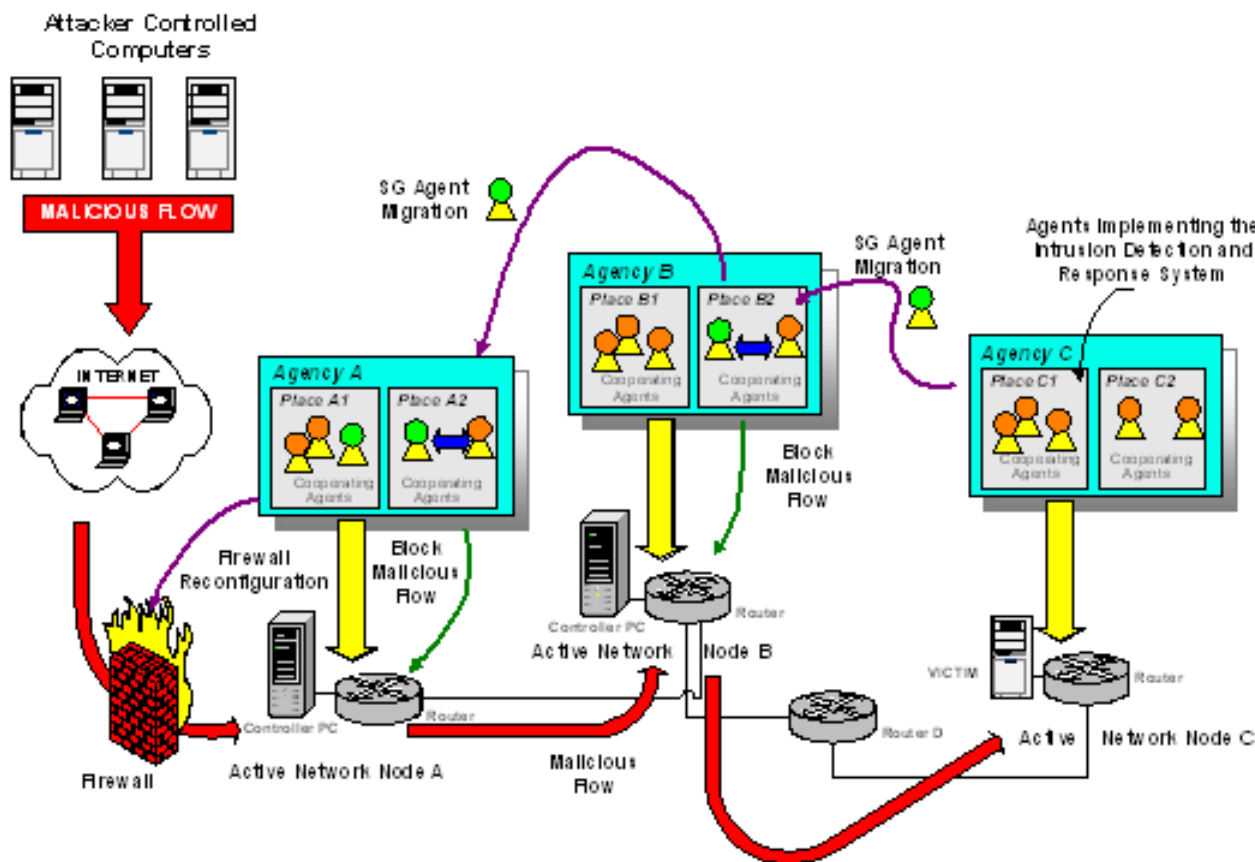 Attacker Controlled
Computers
MALICIOUS FLOW
INTERNET
SG Agent
Migration
SG Agent
Migration
Agents Implementing the
Intrusion Detection and
Response System
Agency B
Place B1
Place B2
Cooperating
Agents
Cooperating
Agents
Agency A
Place A1
Place A2
Cooperating
Agents
Cooperating
Agents
Agency C
Place C1
Place C2
Cooperating
Agents
Cooperating
Agents
Firewall
Reconfiguration
Block
Malicious
Flow
Block
Malicious
Flow
Controller PC
Router
Active Network Node B
Controller PC
Router
Active Network Node A
Firewall
Malicious
Flow
Router D
VICTIM
Router
Active Network Node C